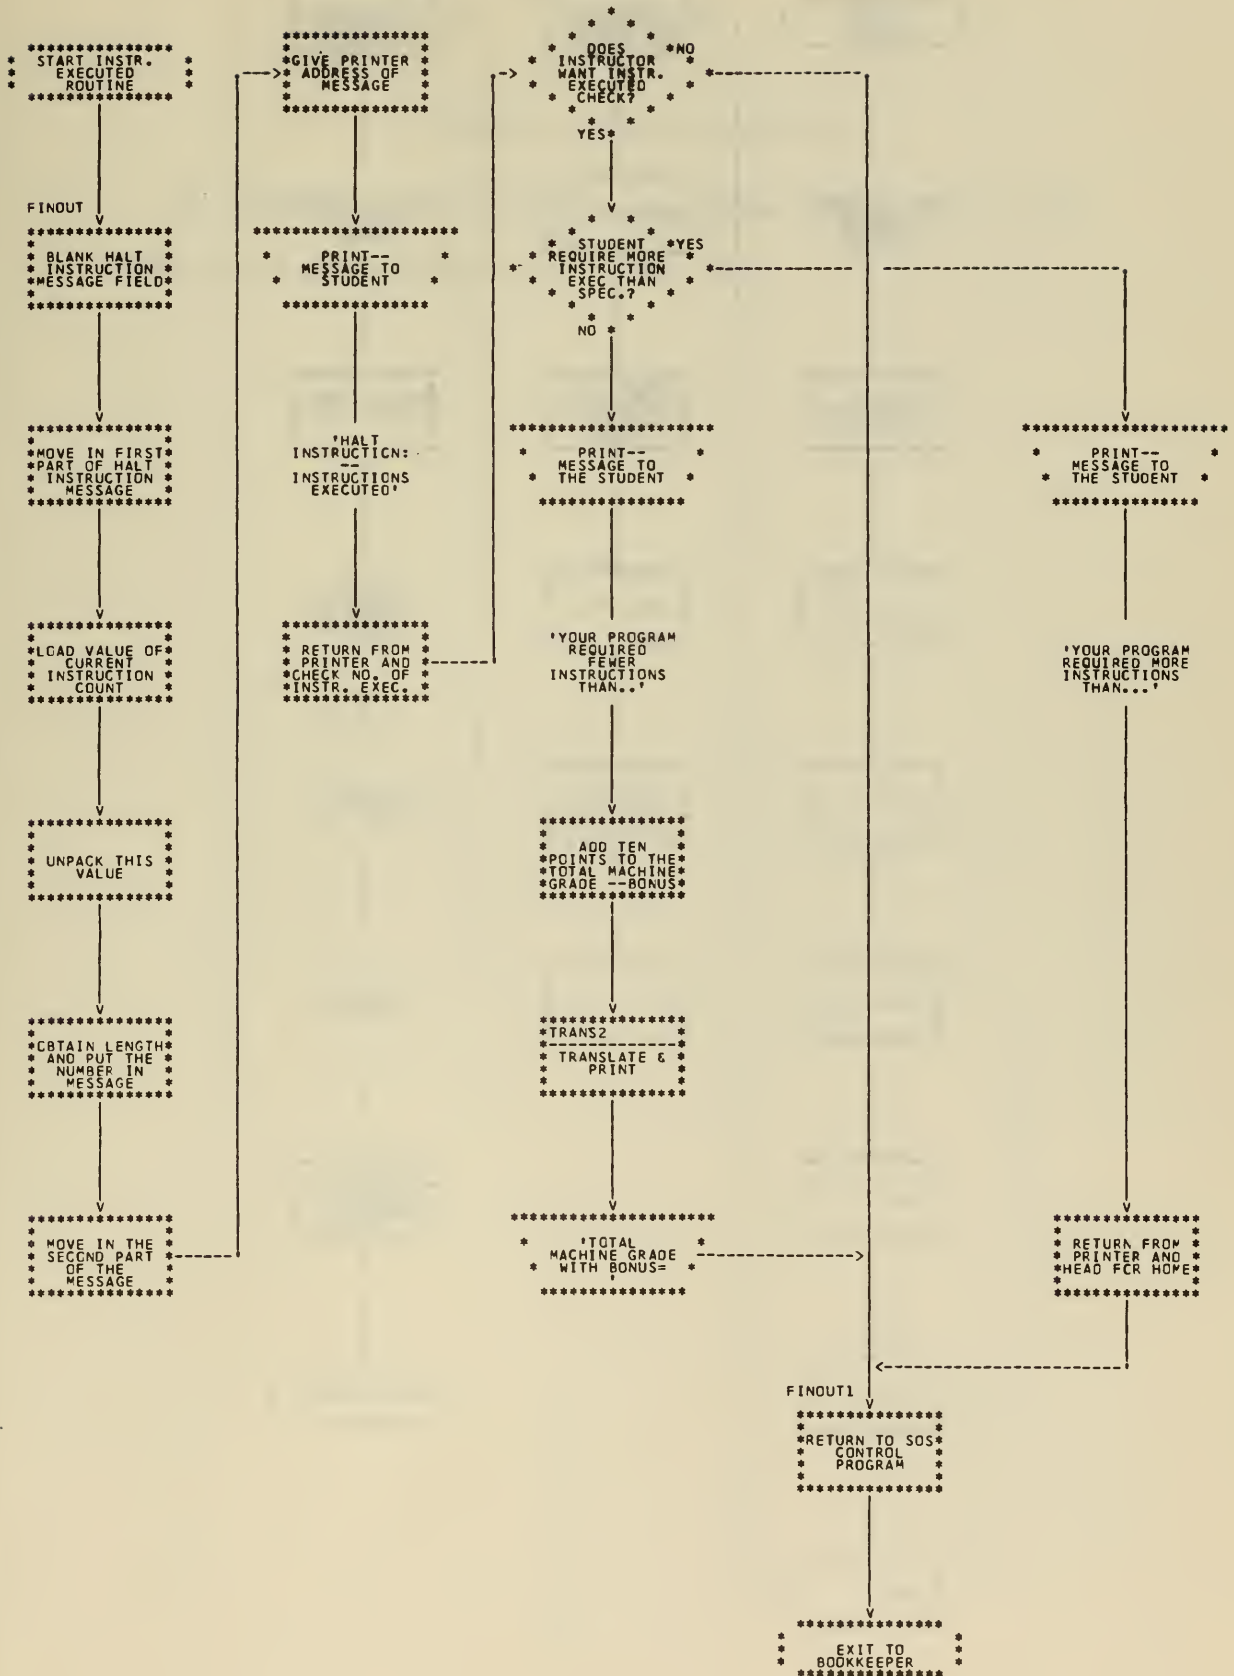 START INSTR.
EXECUTED
ROUTINE
FINOUT
BLANK HALT
INSTRUCTION
MESSAGE FIELD
MOVE IN FIRST
PART OF HALT
INSTRUCTION
MESSAGE
LOAD VALUE OF
CURRENT
INSTRUCTION
COUNT
UNPACK THIS
VALUE
OBTAIN LENGTH
AND PUT THE
NUMBER IN
MESSAGE
MOVE IN THE
SECOND PART
OF THE
MESSAGE
GIVE PRINTER
ADDRESS OF
MESSAGE
PRINT--
MESSAGE TO
STUDENT
'HALT
INSTRUCTION:
--
INSTRUCTIONS
EXECUTED'
RETURN FROM
PRINTER AND
CHECK NO. OF
INSTR. EXEC.
DOES
INSTRUCTOR
WANT INSTR.
EXECUTED
CHECK?
NO
YES
STUDENT
REQUIRE MORE
INSTRUCTION
EXEC THAN
SPEC.?
YES
NO
PRINT--
MESSAGE TO
THE STUDENT
'YOUR PROGRAM
REQUIRED
FEWER
INSTRUCTIONS
THAN..'
ADD TEN
POINTS TO THE
TOTAL MACHINE
GRADE --BONUS
TRANS2
TRANSLATE &
PRINT
'TOTAL
MACHINE GRADE
WITH BONUS=
'
PRINT--
MESSAGE TO
THE STUDENT
'YOUR PROGRAM
REQUIRED MORE
INSTRUCTIONS
THAN...'
RETURN FROM
PRINTER AND
HEAD FOR HOME
FINOUT1
RETURN TO SOS
CONTROL
PROGRAM
EXIT TO
BOOKKEEPER